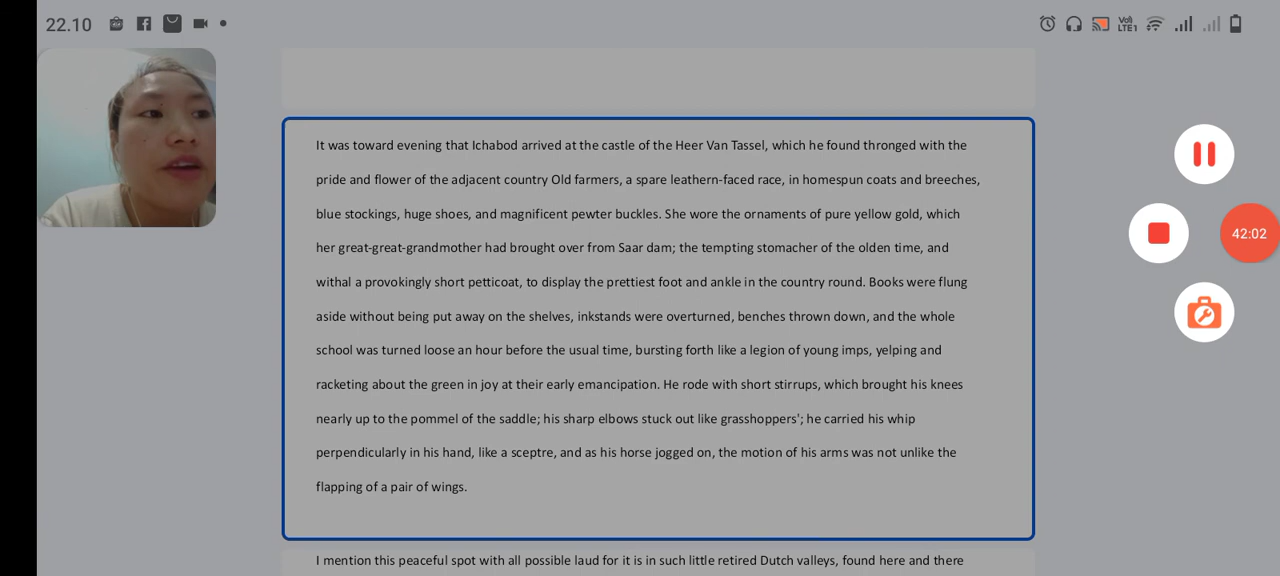 22.10
VoI)
LTE1
It was toward evening that Ichabod arrived at the castle of the Heer Van Tassel, which he found thronged with the
pride and flower of the adjacent country Old farmers, a spare leathern-faced race, in homespun coats and breeches,
blue stockings, huge shoes, and magnificent pewter buckles. She wore the ornaments of pure yellow gold, which
her great-great-grandmother had brought over from Saar dam; the tempting stomacher of the olden time, and
withal a provokingly short petticoat, to display the prettiest foot and ankle in the country round. Books were flung
aside without being put away on the shelves, inkstands were overturned, benches thrown down, and the whole
school was turned loose an hour before the usual time, bursting forth like a legion of young imps, yelping and
racketing about the green in joy at their early emancipation. He rode with short stirrups, which brought his knees
nearly up to the pommel of the saddle; his sharp elbows stuck out like grasshoppers'; he carried his whip
perpendicularly in his hand, like a sceptre, and as his horse jogged on, the motion of his arms was not unlike the
flapping of a pair of wings.
42:02
I mention this peaceful spot with all possible laud for it is in such little retired Dutch valleys, found here and there